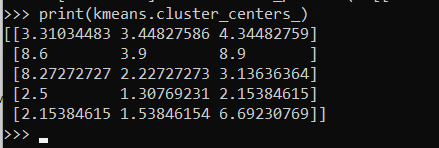 >>> print(kmeans.cluster_centers_)
[[3.31034483 3.44827586 4.34482759]
 [8.6        3.9        8.9       ]
 [8.27272727 2.22727273 3.13636364]
 [2.5        1.30769231 2.15384615]
 [2.15384615 1.53846154 6.69230769]]
>>>